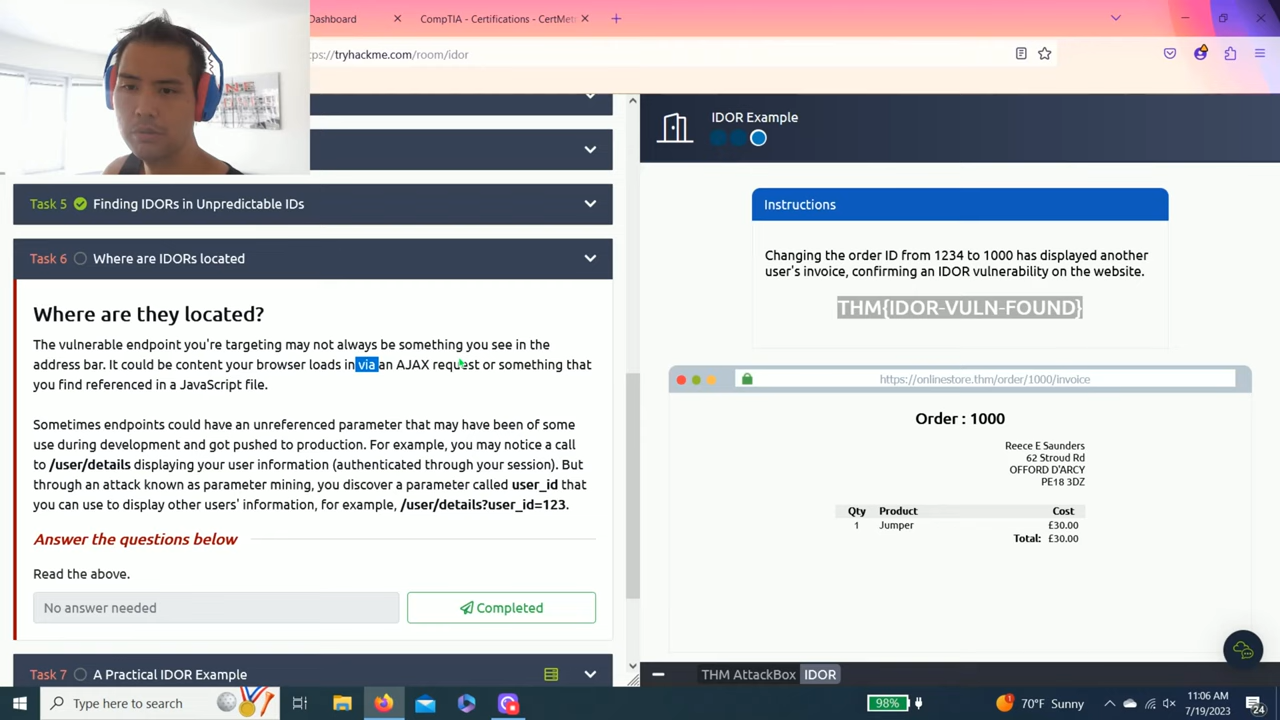 Dashboard
CompTIA - Certifications - CertMet
ps://tryhackme.com/room/idor
Task 5 Finding IDORs in Unpredictable IDs
Task 6 Where are IDORs located
Where are they located?
The vulnerable endpoint you're targeting may not always be something you see in the
address bar. It could be content your browser loads in via an AJAX request or something that
you find referenced in a JavaScript file.
Sometimes endpoints could have an unreferenced parameter that may have been of some
use during development and got pushed to production. For example, you may notice a call
to /user/details displaying your user information (authenticated through your session). But
through an attack known as parameter mining, you discover a parameter called user_id that
you can use to display other users' information, for example, /user/details?user_id=123.
Answer the questions below
Read the above.
No answer needed
Completed
Task 7 A Practical IDOR Example
IDOR Example
Instructions
Changing the order ID from 1234 to 1000 has displayed another
user's invoice, confirming an IDOR vulnerability on the website.
THM{IDOR-VULN-FOUND}
https://onlinestore.thm/order/1000/invoice
Order : 1000
Reece E Saunders
62 Stroud Rd
OFFORD D'ARCY
PE18 3DZ
Qty Product Cost
1 Jumper £30.00
Total: £30.00
THM AttackBox IDOR
Type here to search
98%
1
70°F Sunny
11:06 AM
7/19/2023
24